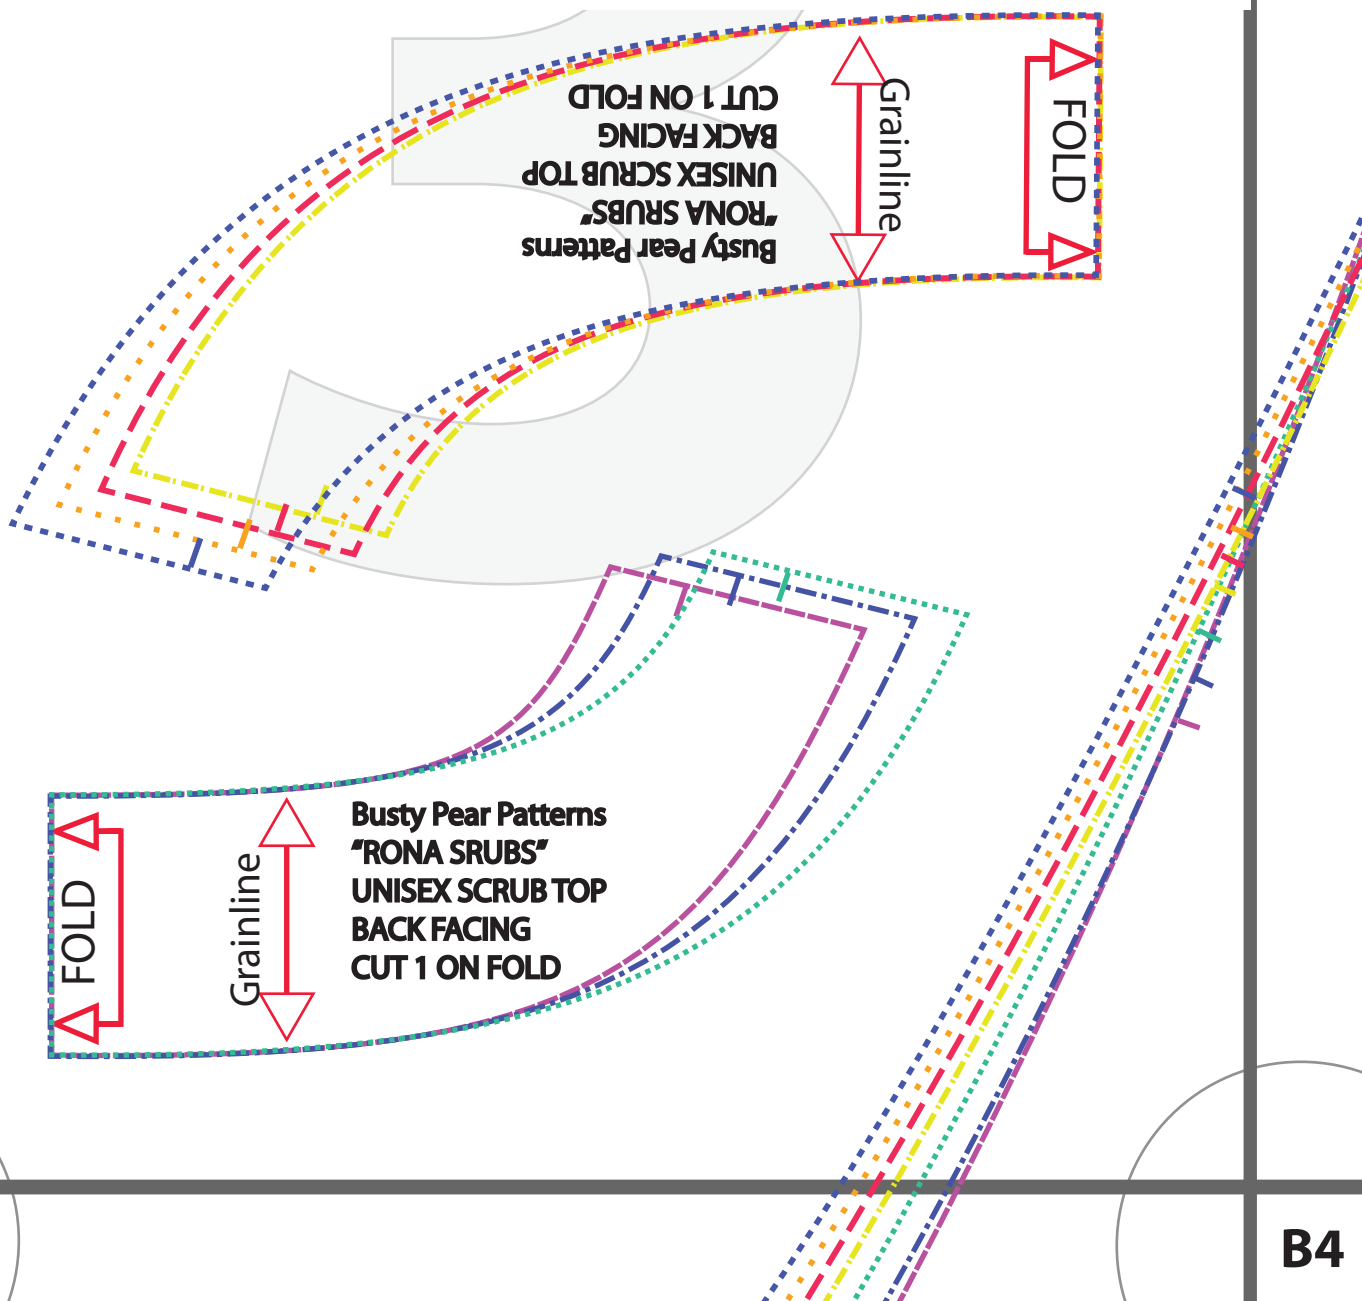 Busty Pear Patterns
"RONA SRUBS"
UNISEX SCRUB TOP
BACK FACING
CUT 1 ON FOLD
Grainline
FOLD
Busty Pear Patterns
"RONA SRUBS"
UNISEX SCRUB TOP
BACK FACING
CUT 1 ON FOLD
Grainline
FOLD
B4